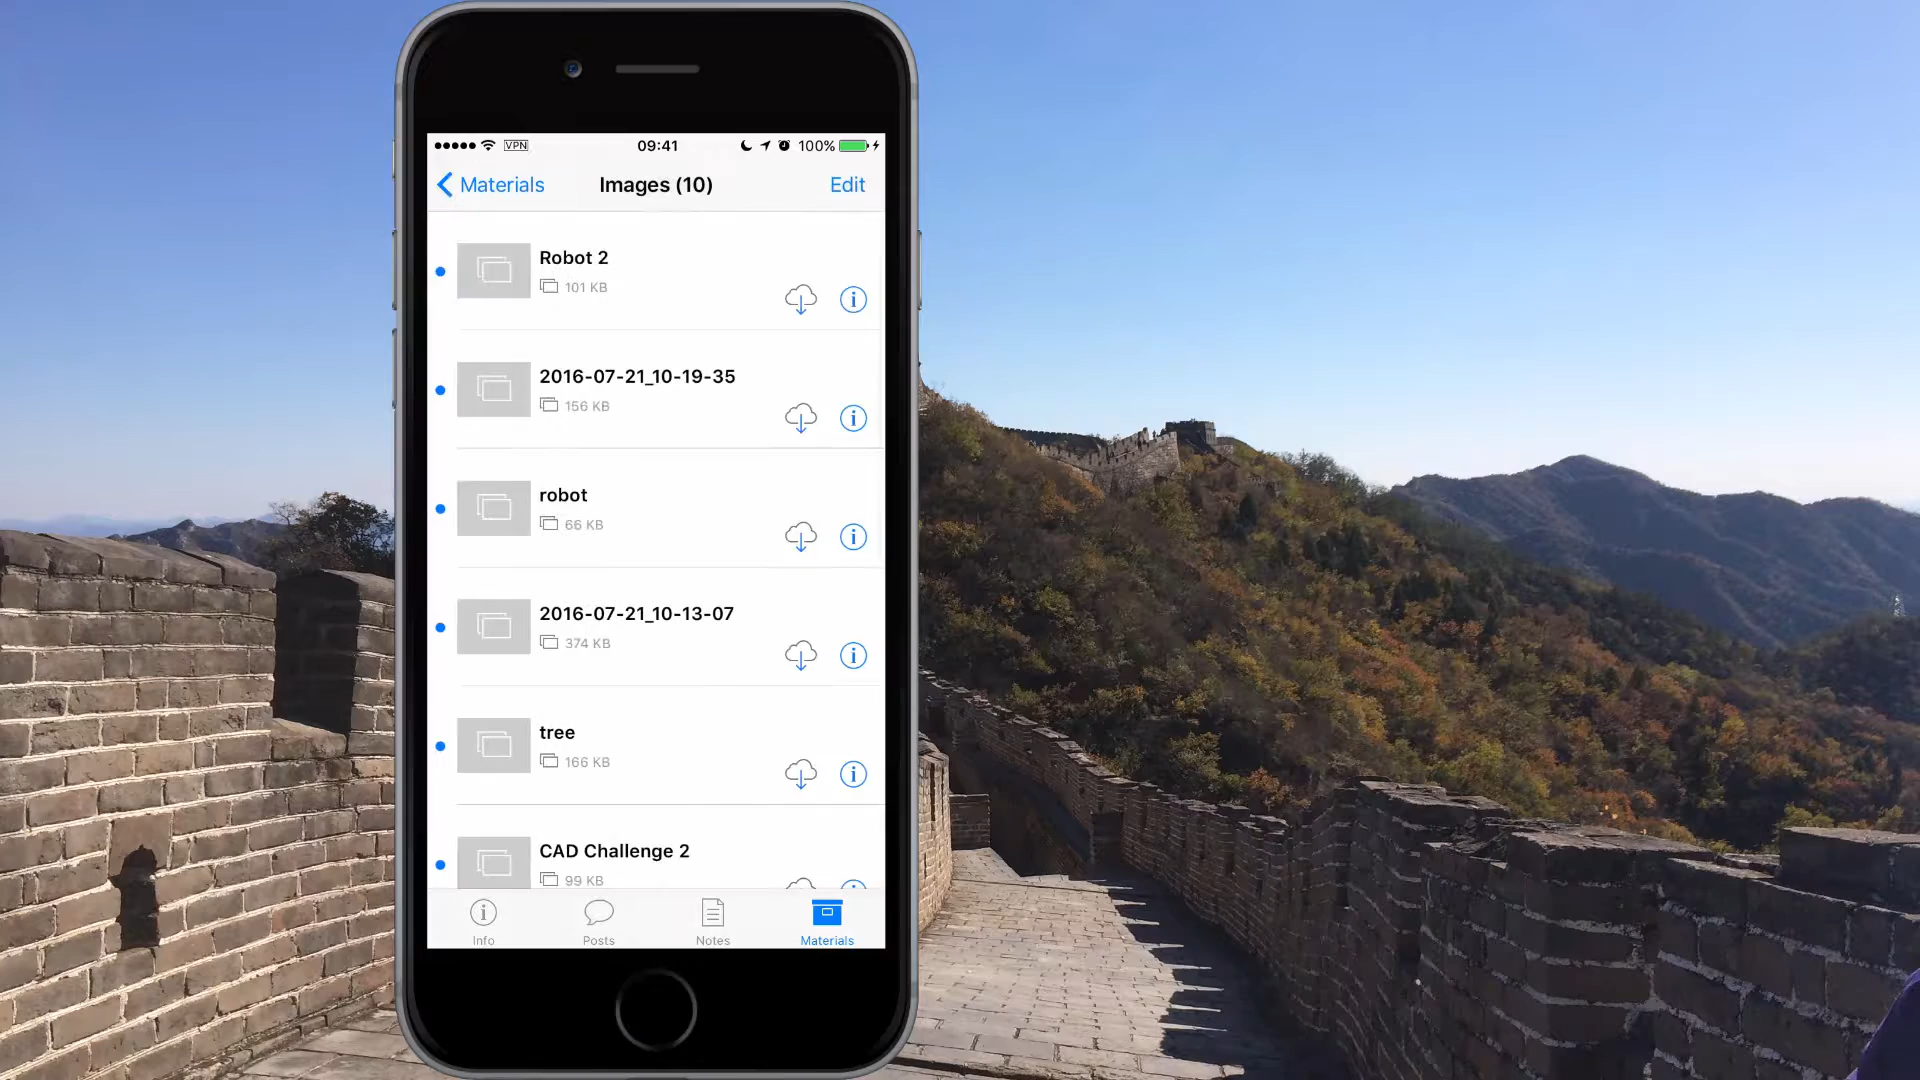 VPN 09:41 100%
Materials Images (10) Edit
Robot 2
101 KB
2016-07-21_10-19-35
156 KB
robot
66 KB
2016-07-21_10-13-07
374 KB
tree
166 KB
CAD Challenge 2
99 KB
Info Posts Notes Materials